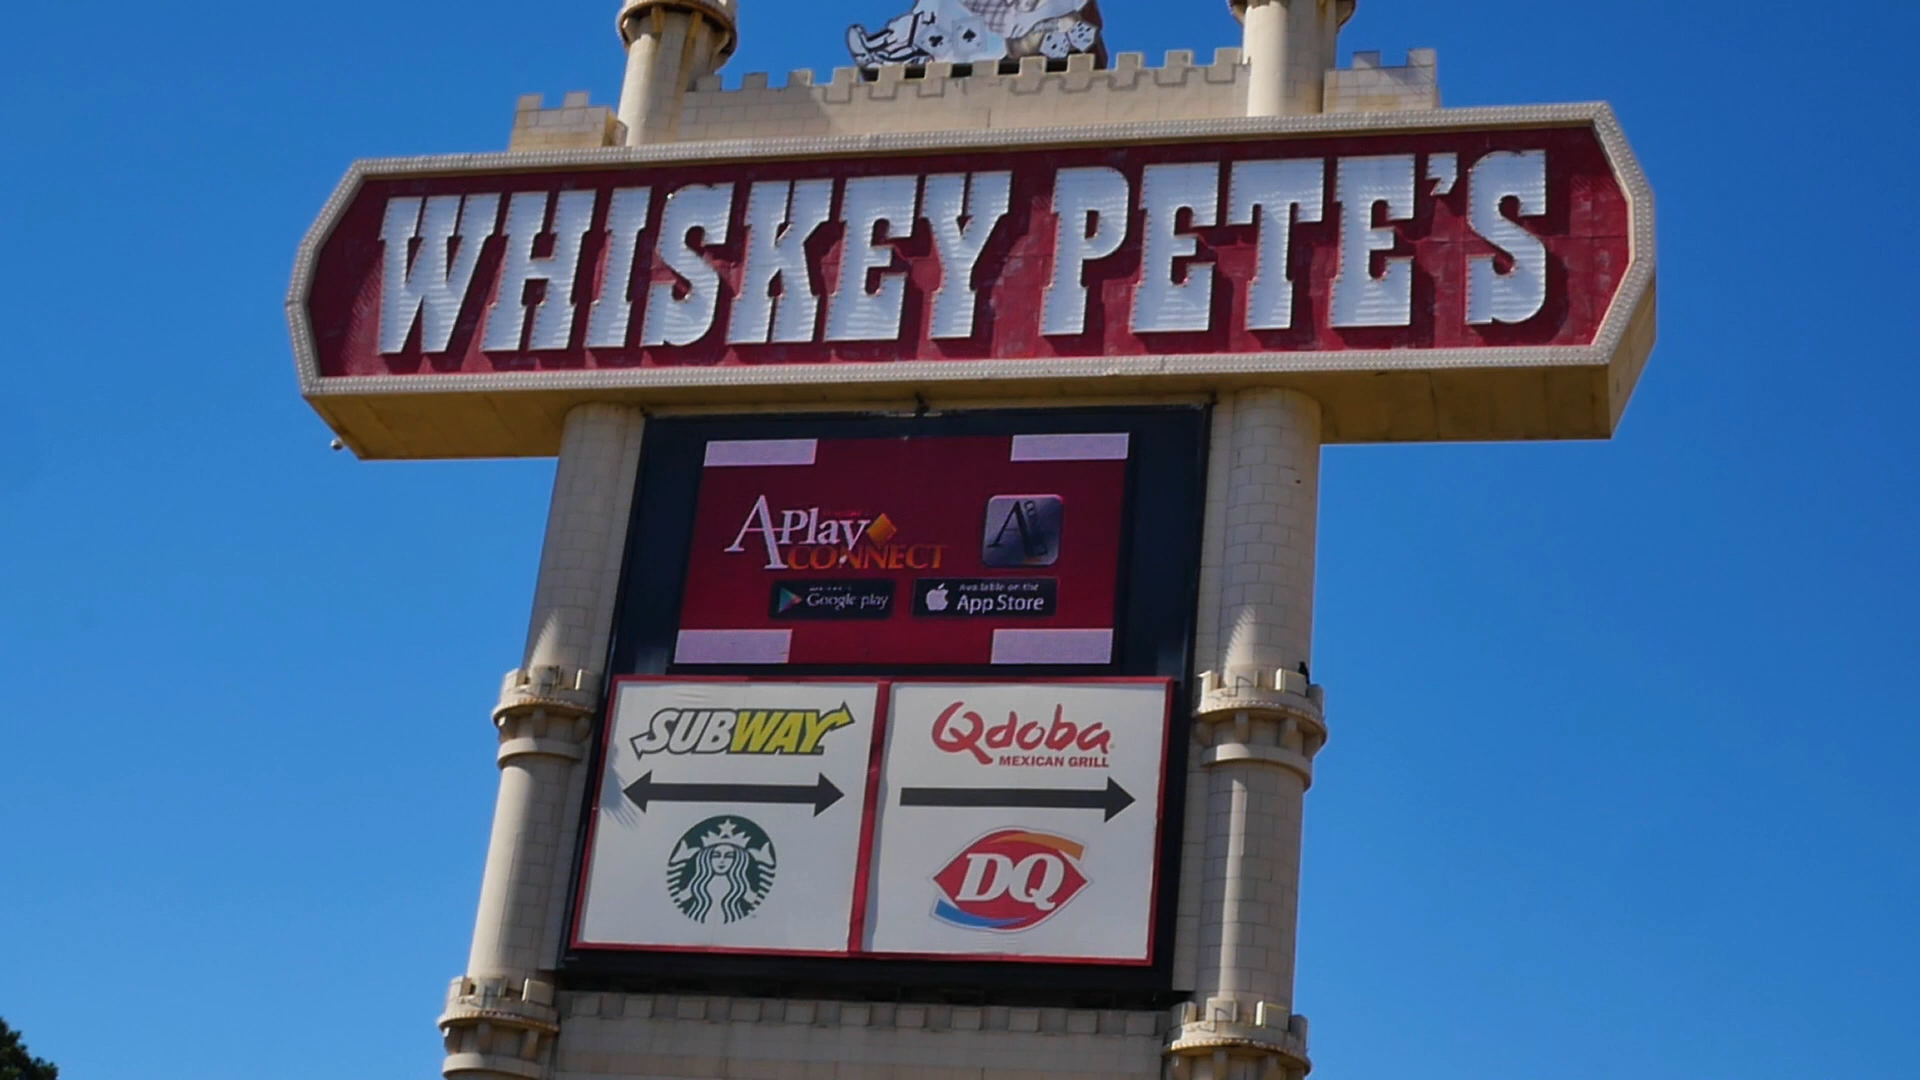 WHISKEY PETE'S
APlay
CONNECT
A
Google play
Available on the
App Store
SUBWAY
Qdoba
MEXICAN GRILL
DQ